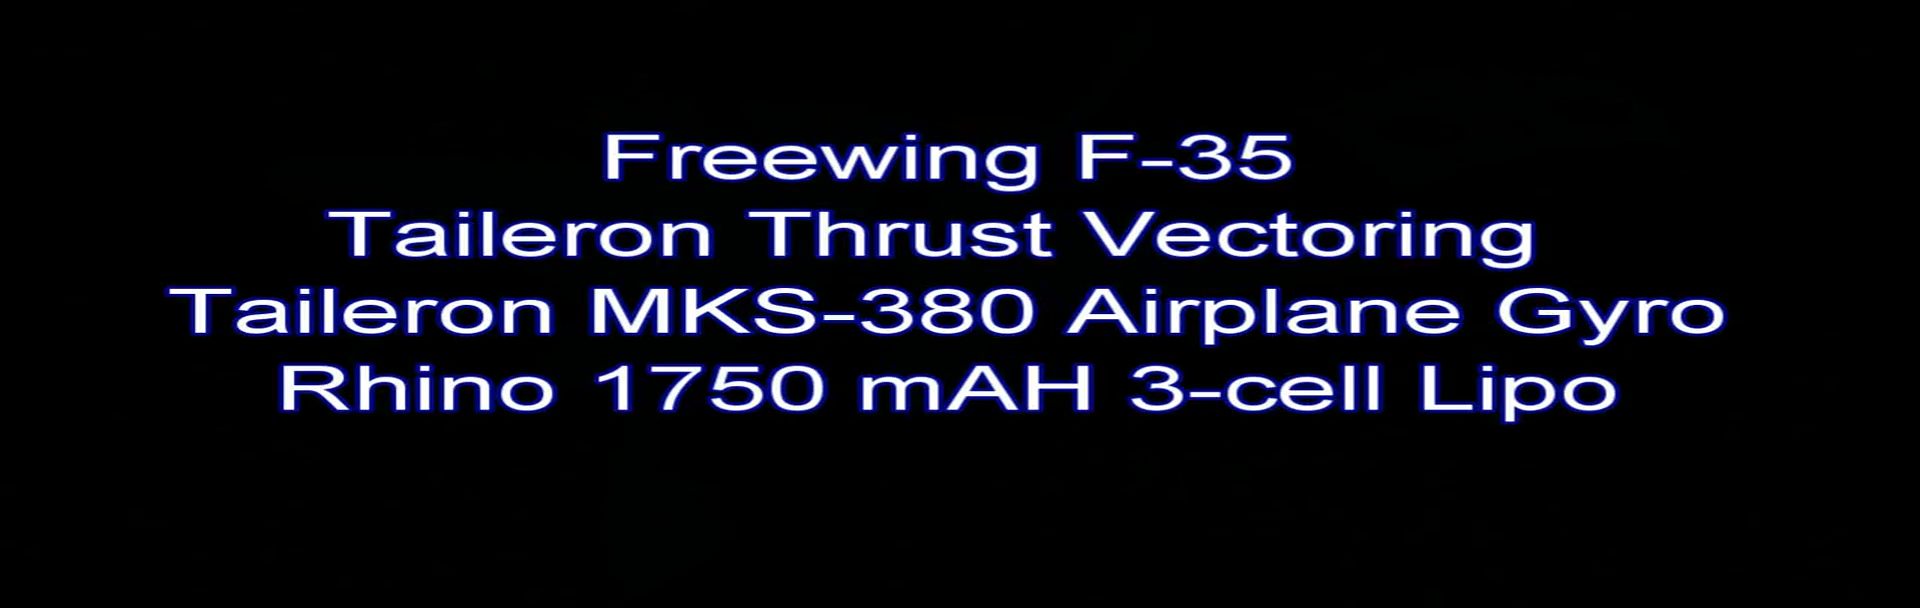 Freewing F-35
Taileron Thrust Vectoring
Taileron MKS-380 Airplane Gyro
Rhino 1750 mAH 3-cell Lipo